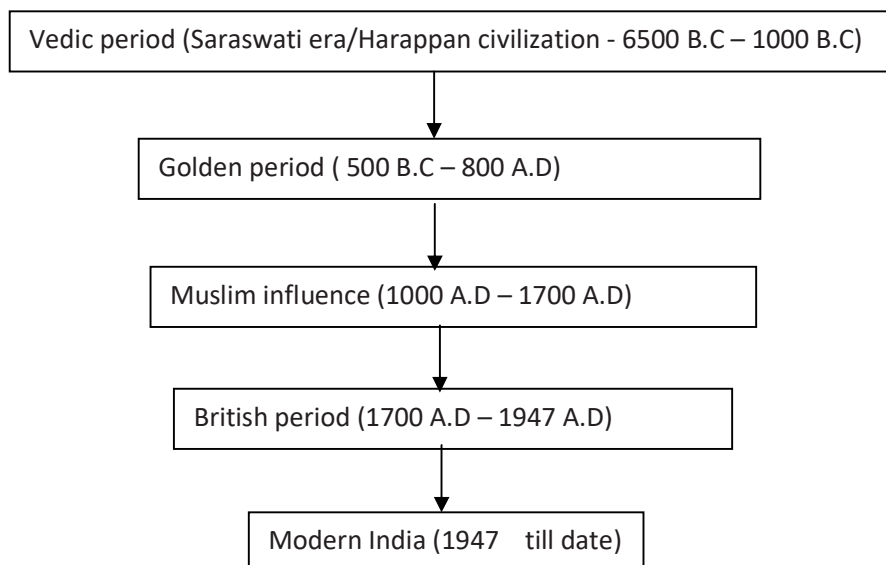 Vedic period (Saraswati era/Harappan civilization - 6500 B.C – 1000 B.C)
Golden period ( 500 B.C – 800 A.D)
Muslim influence (1000 A.D – 1700 A.D)
British period (1700 A.D – 1947 A.D)
Modern India (1947 till date)